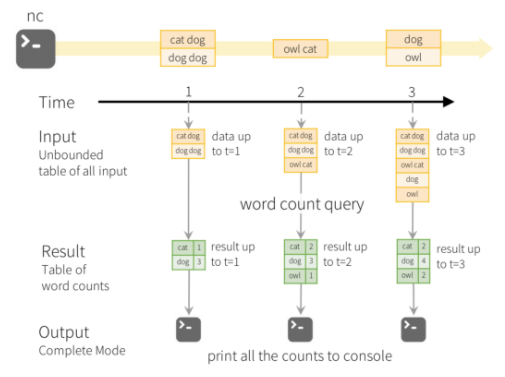 nc
cat dog
dog dog
owl cat
dog
owl
Time
1
2
3
Input
Unbounded
table of all input
cat dog
dog dog
data up
to t=1
cat dog
dog dog
owl cat
data up
to t=2
cat dog
dog dog
owl cat
dog
owl
data up
to t=3
word count query
Result
Table of
word counts
cat 1
dog 3
result up
to t=1
cat 2
dog 3
owl 1
result up
to t=2
cat 2
dog 4
owl 2
result up
to t=3
Output
Complete Mode
print all the counts to console